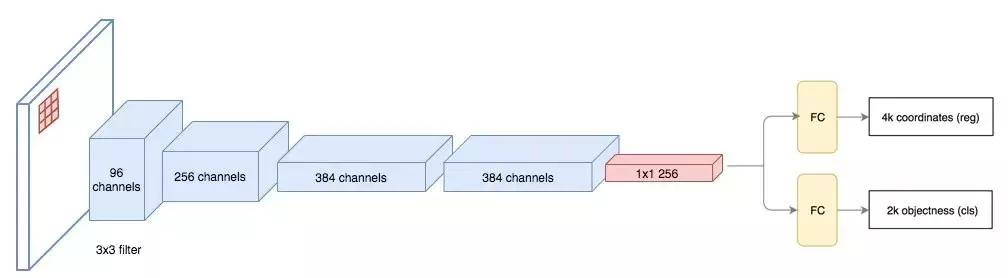 96
channels
256 channels
384 channels
384 channels
1x1 256
FC
4k coordinates (reg)
FC
2k objectness (cls)
3x3 filter